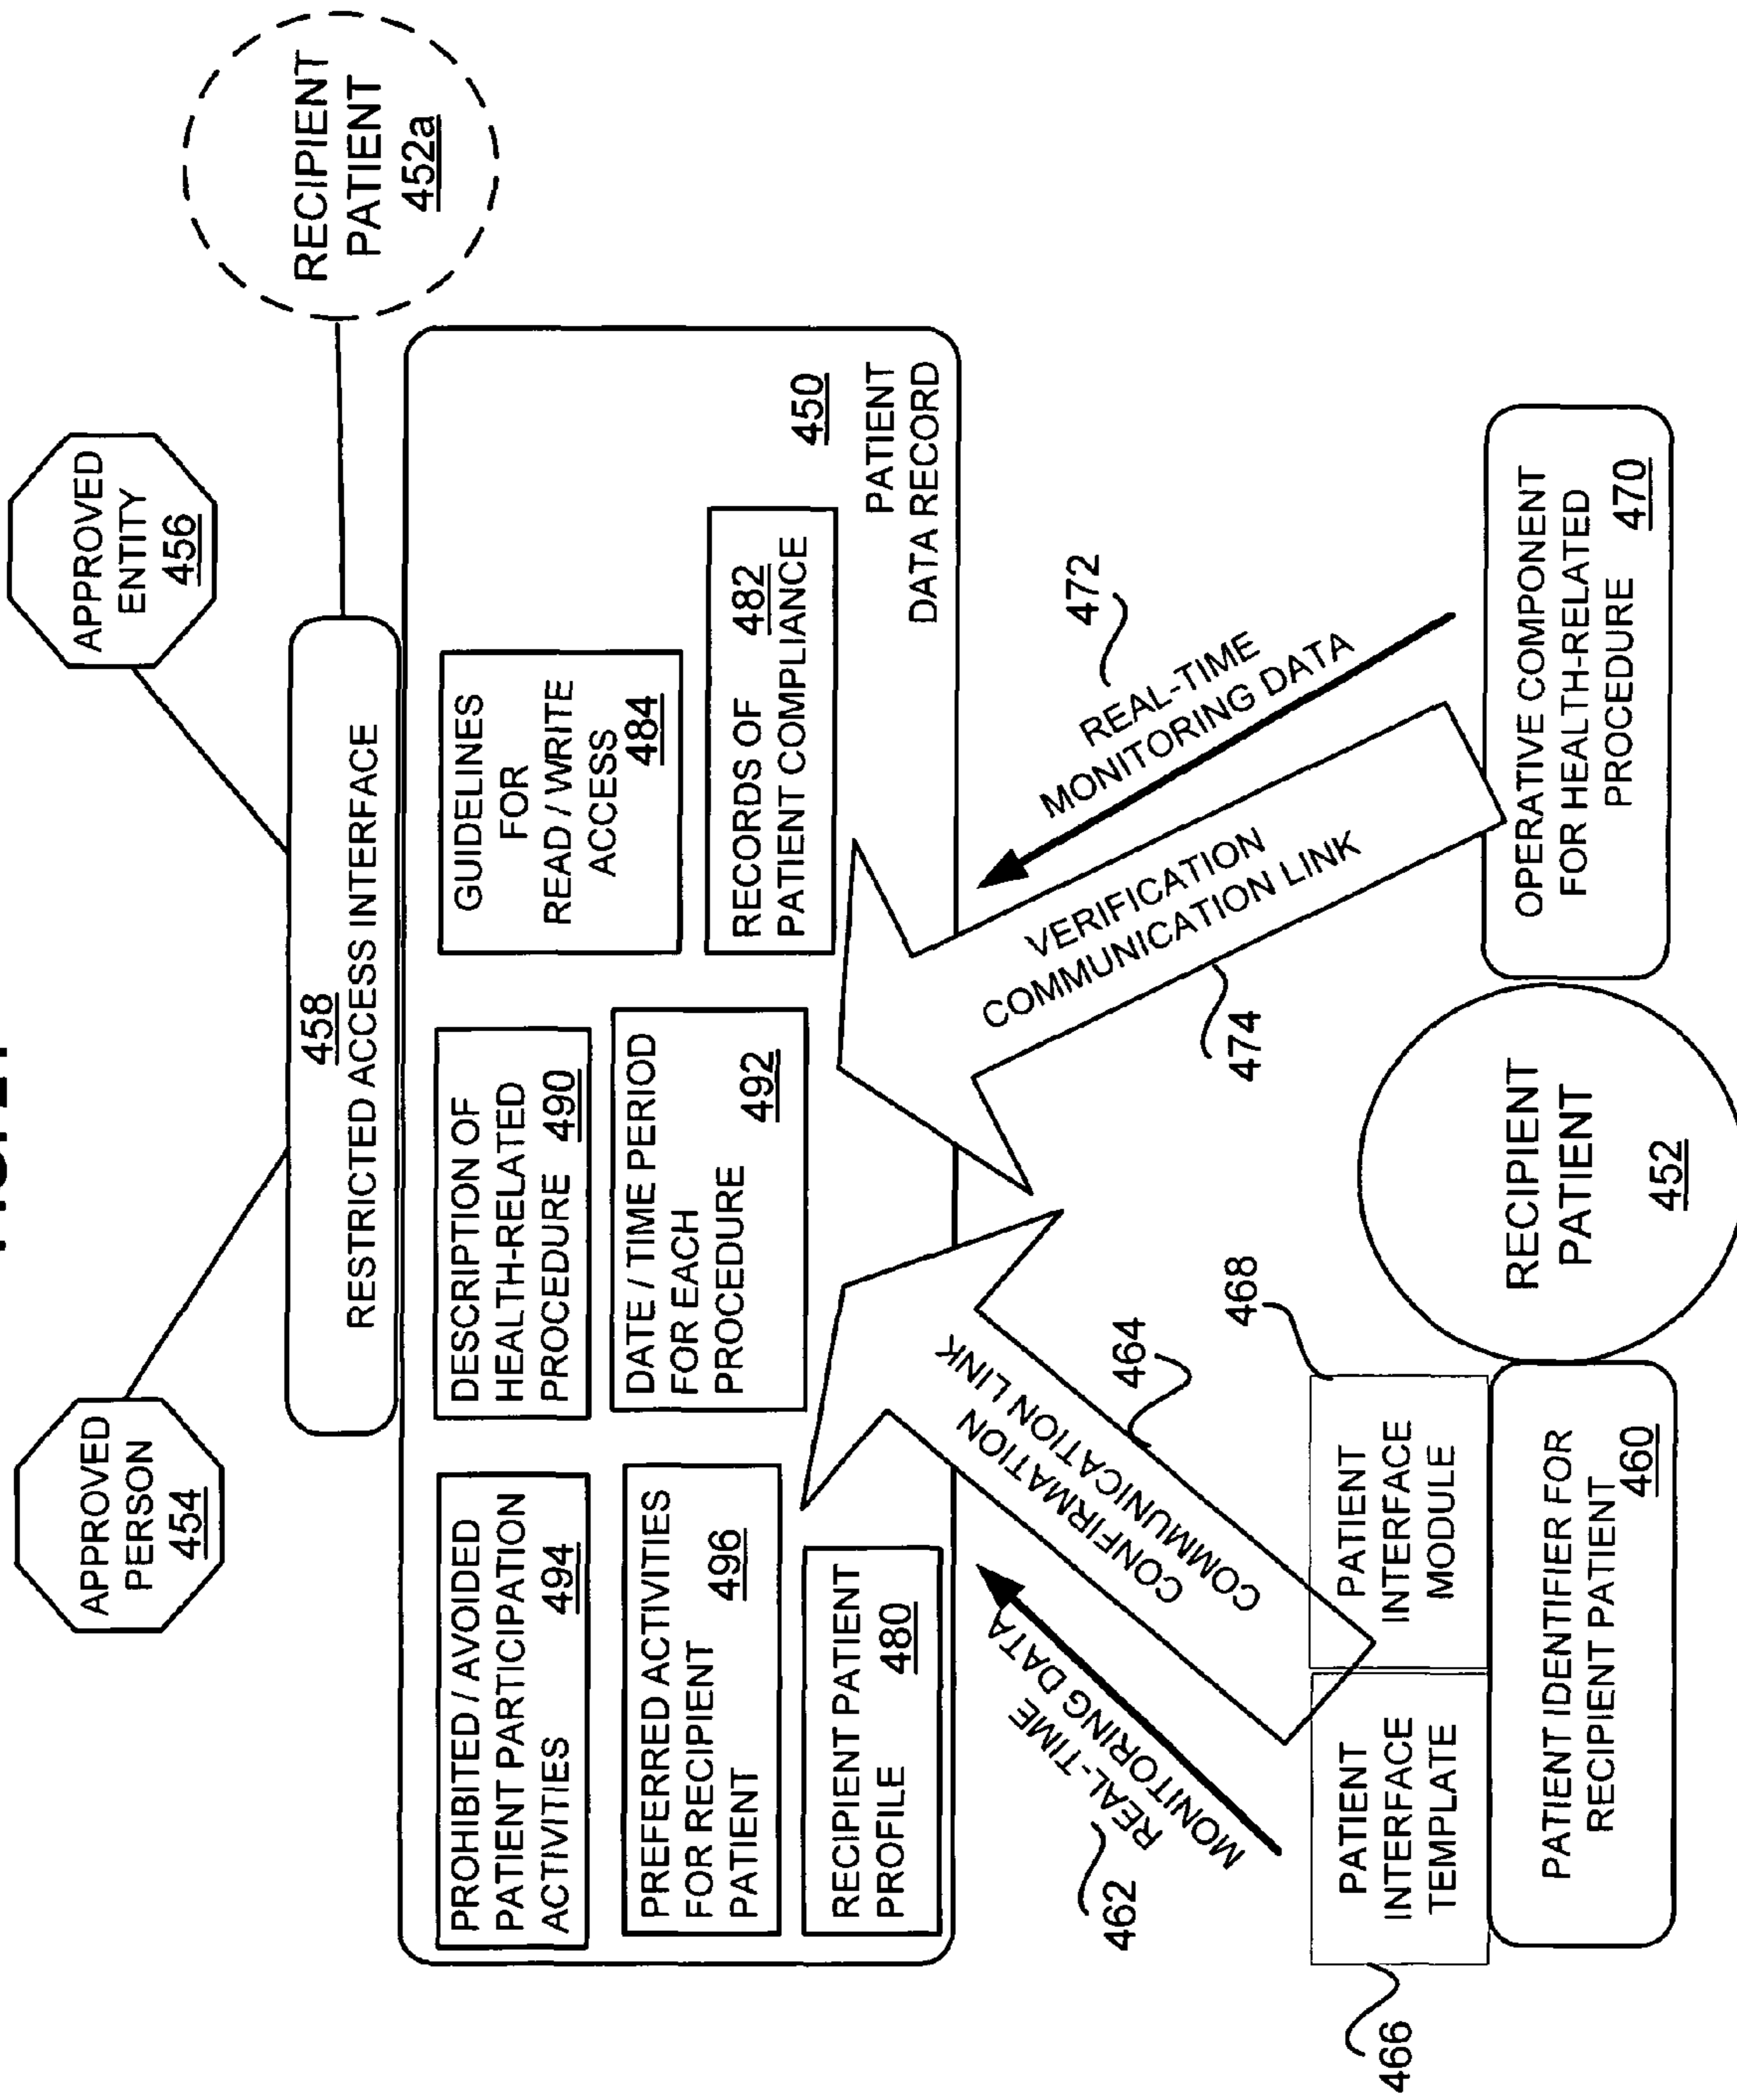 APPROVED
PERSON
454
APPROVED
ENTITY
456
458
RESTRICTED ACCESS INTERFACE
RECIPIENT
PATIENT
452a
PROHIBITED / AVOIDED
PATIENT PARTICIPATION
ACTIVITIES 494
DESCRIPTION OF
HEALTH-RELATED
PROCEDURE 490
GUIDELINES
FOR
READ / WRITE
ACCESS
484
PREFERRED ACTIVITIES
FOR RECIPIENT
PATIENT 496
DATE / TIME PERIOD
FOR EACH
PROCEDURE 492
RECORDS OF 482
PATIENT COMPLIANCE
RECIPIENT PATIENT
PROFILE 480
450
PATIENT
DATA RECORD
462
REAL-TIME
MONITORING DATA
CONFIRMATION
COMMUNICATION LINK
464
VERIFICATION
COMMUNICATION LINK
474
REAL-TIME
MONITORING DATA
472
466
PATIENT
INTERFACE
TEMPLATE
PATIENT
INTERFACE
MODULE
468
PATIENT IDENTIFIER FOR
RECIPIENT PATIENT 460
RECIPIENT
PATIENT
452
OPERATIVE COMPONENT
FOR HEALTH-RELATED
PROCEDURE 470